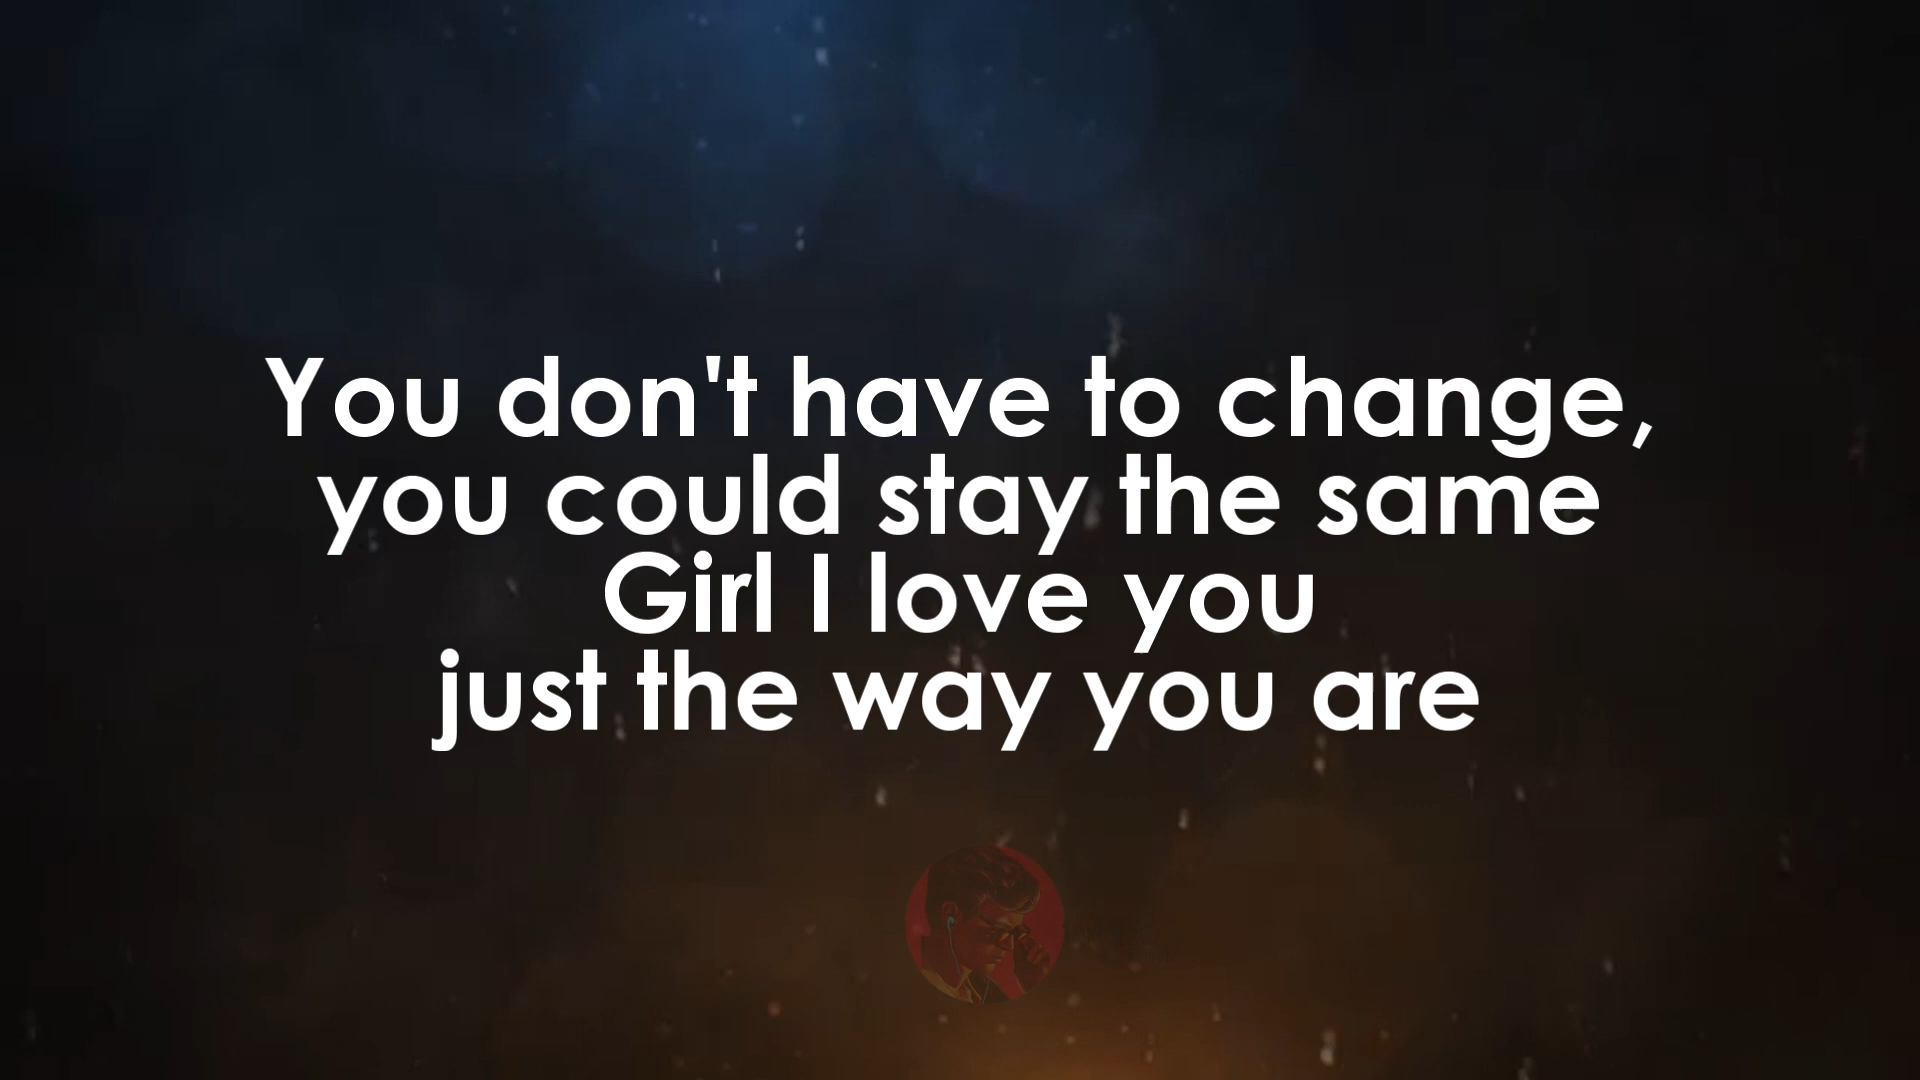 You don't have to change,
you could stay the same
Girl I love you
just the way you are